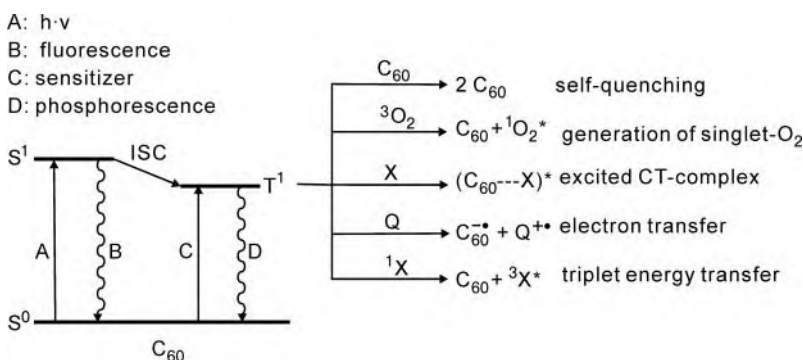 A: h·ν
B: fluorescence
C: sensitizer
D: phosphorescence
S¹ ISC T¹
A B C D
S⁰
C₆₀
C₆₀ 2 C₆₀ self-quenching
³O₂ C₆₀ + ¹O₂* generation of singlet-O₂
X (C₆₀---X)* excited CT-complex
Q C₆₀⁻• + Q⁺• electron transfer
¹X C₆₀ + ³X* triplet energy transfer